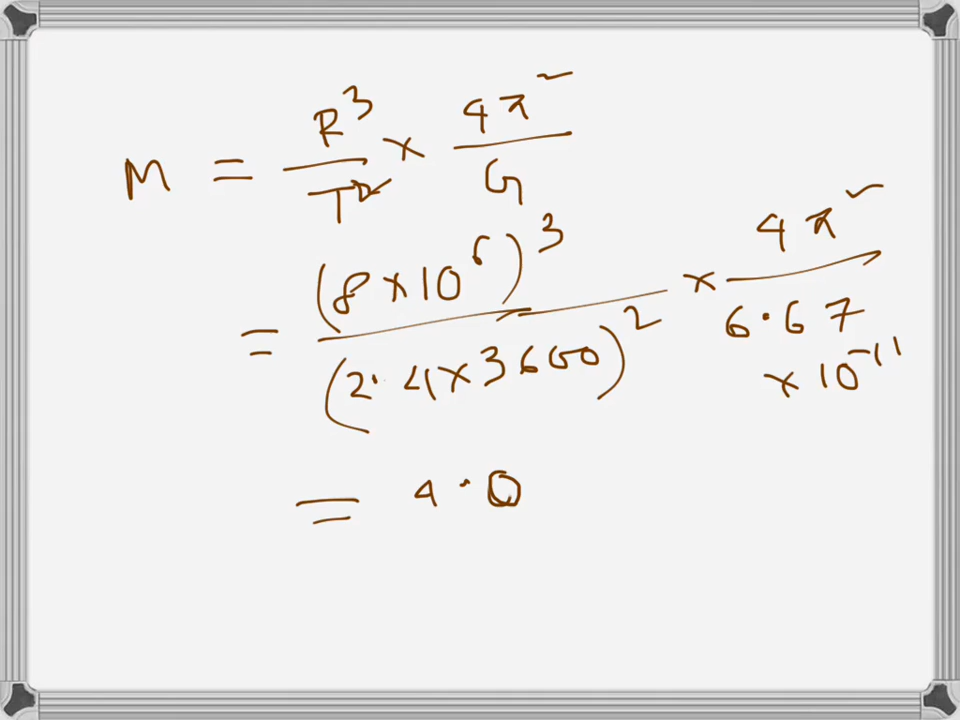 M = R³/T² × 4π²/G
= (8×10⁶)³/(2.4×3600)² × 4π²/6.67×10⁻¹¹
= 4.0